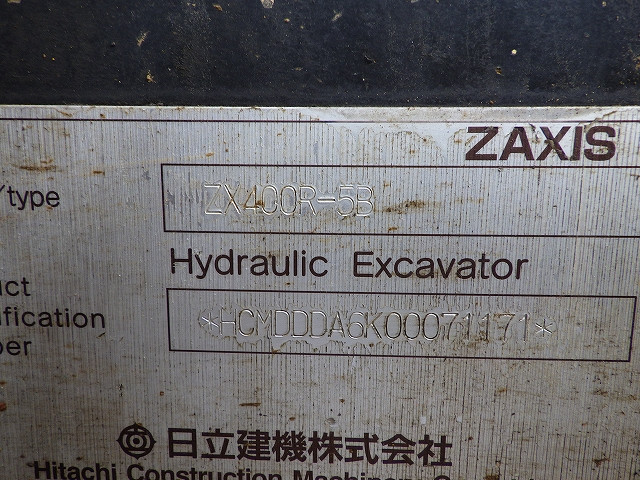 ZAXIS
/type
ZX400R-5B
Hydraulic Excavator
uct
ification
ber
*HCMDDDA6K00071171*
日立建機株式会社
Hitachi Construction Machinery C